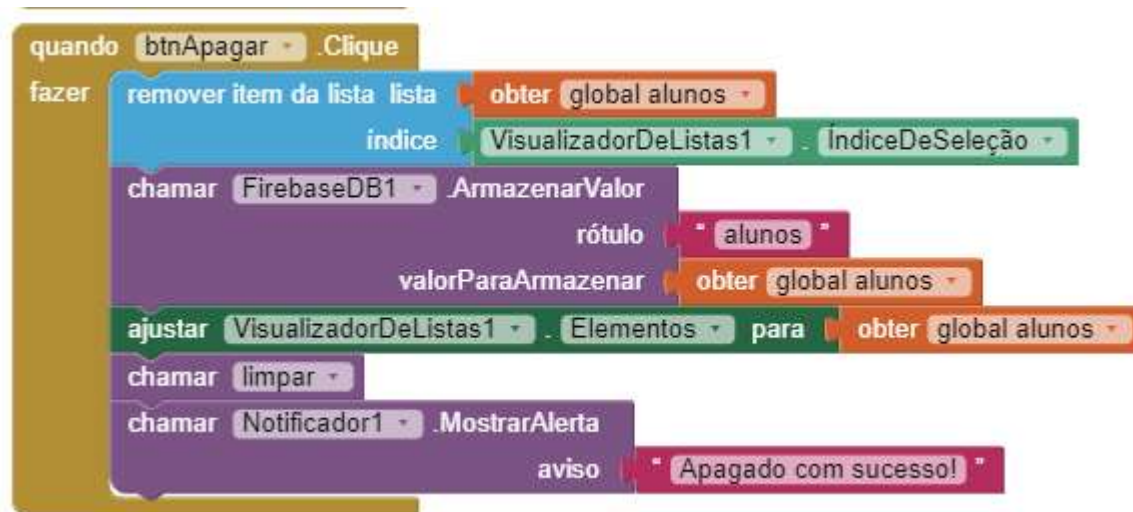 quando btnApagar .Clique
fazer remover item da lista lista obter global alunos
índice VisualizadorDeListas1 . ÍndiceDeSeleção
chamar FirebaseDB1 .ArmazenarValor
rótulo " alunos "
valorParaArmazenar obter global alunos
ajustar VisualizadorDeListas1 . Elementos para obter global alunos
chamar limpar
chamar Notificador1 .MostrarAlerta
aviso " Apagado com sucesso! "